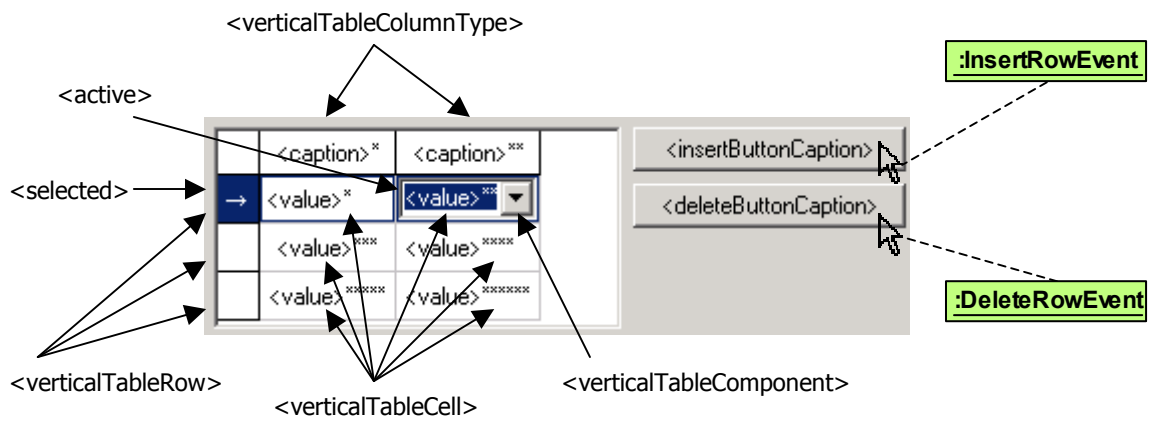 <verticalTableColumnType>
:InsertRowEvent
<active>
<caption>* <caption>** <insertButtonCaption>
<selected> → <value>* <value>** <deleteButtonCaption>
<value>*** <value>****
<value>***** <value>******
:DeleteRowEvent
<verticalTableRow> <verticalTableComponent>
<verticalTableCell>